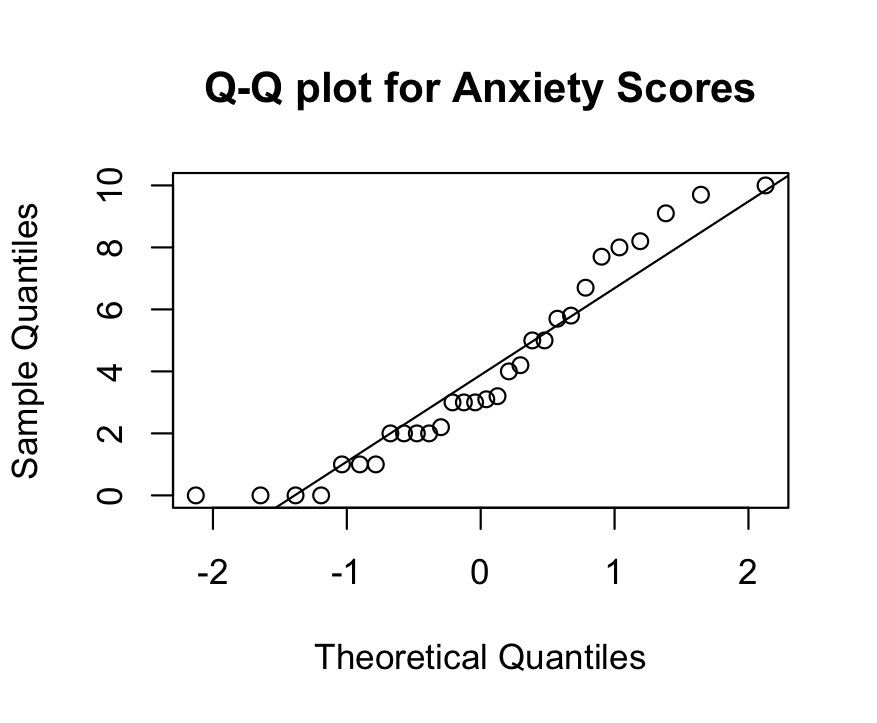 Q-Q plot for Anxiety Scores
Sample Quantiles
10
8
6
4
2
0
-2 -1 0 1 2
Theoretical Quantiles